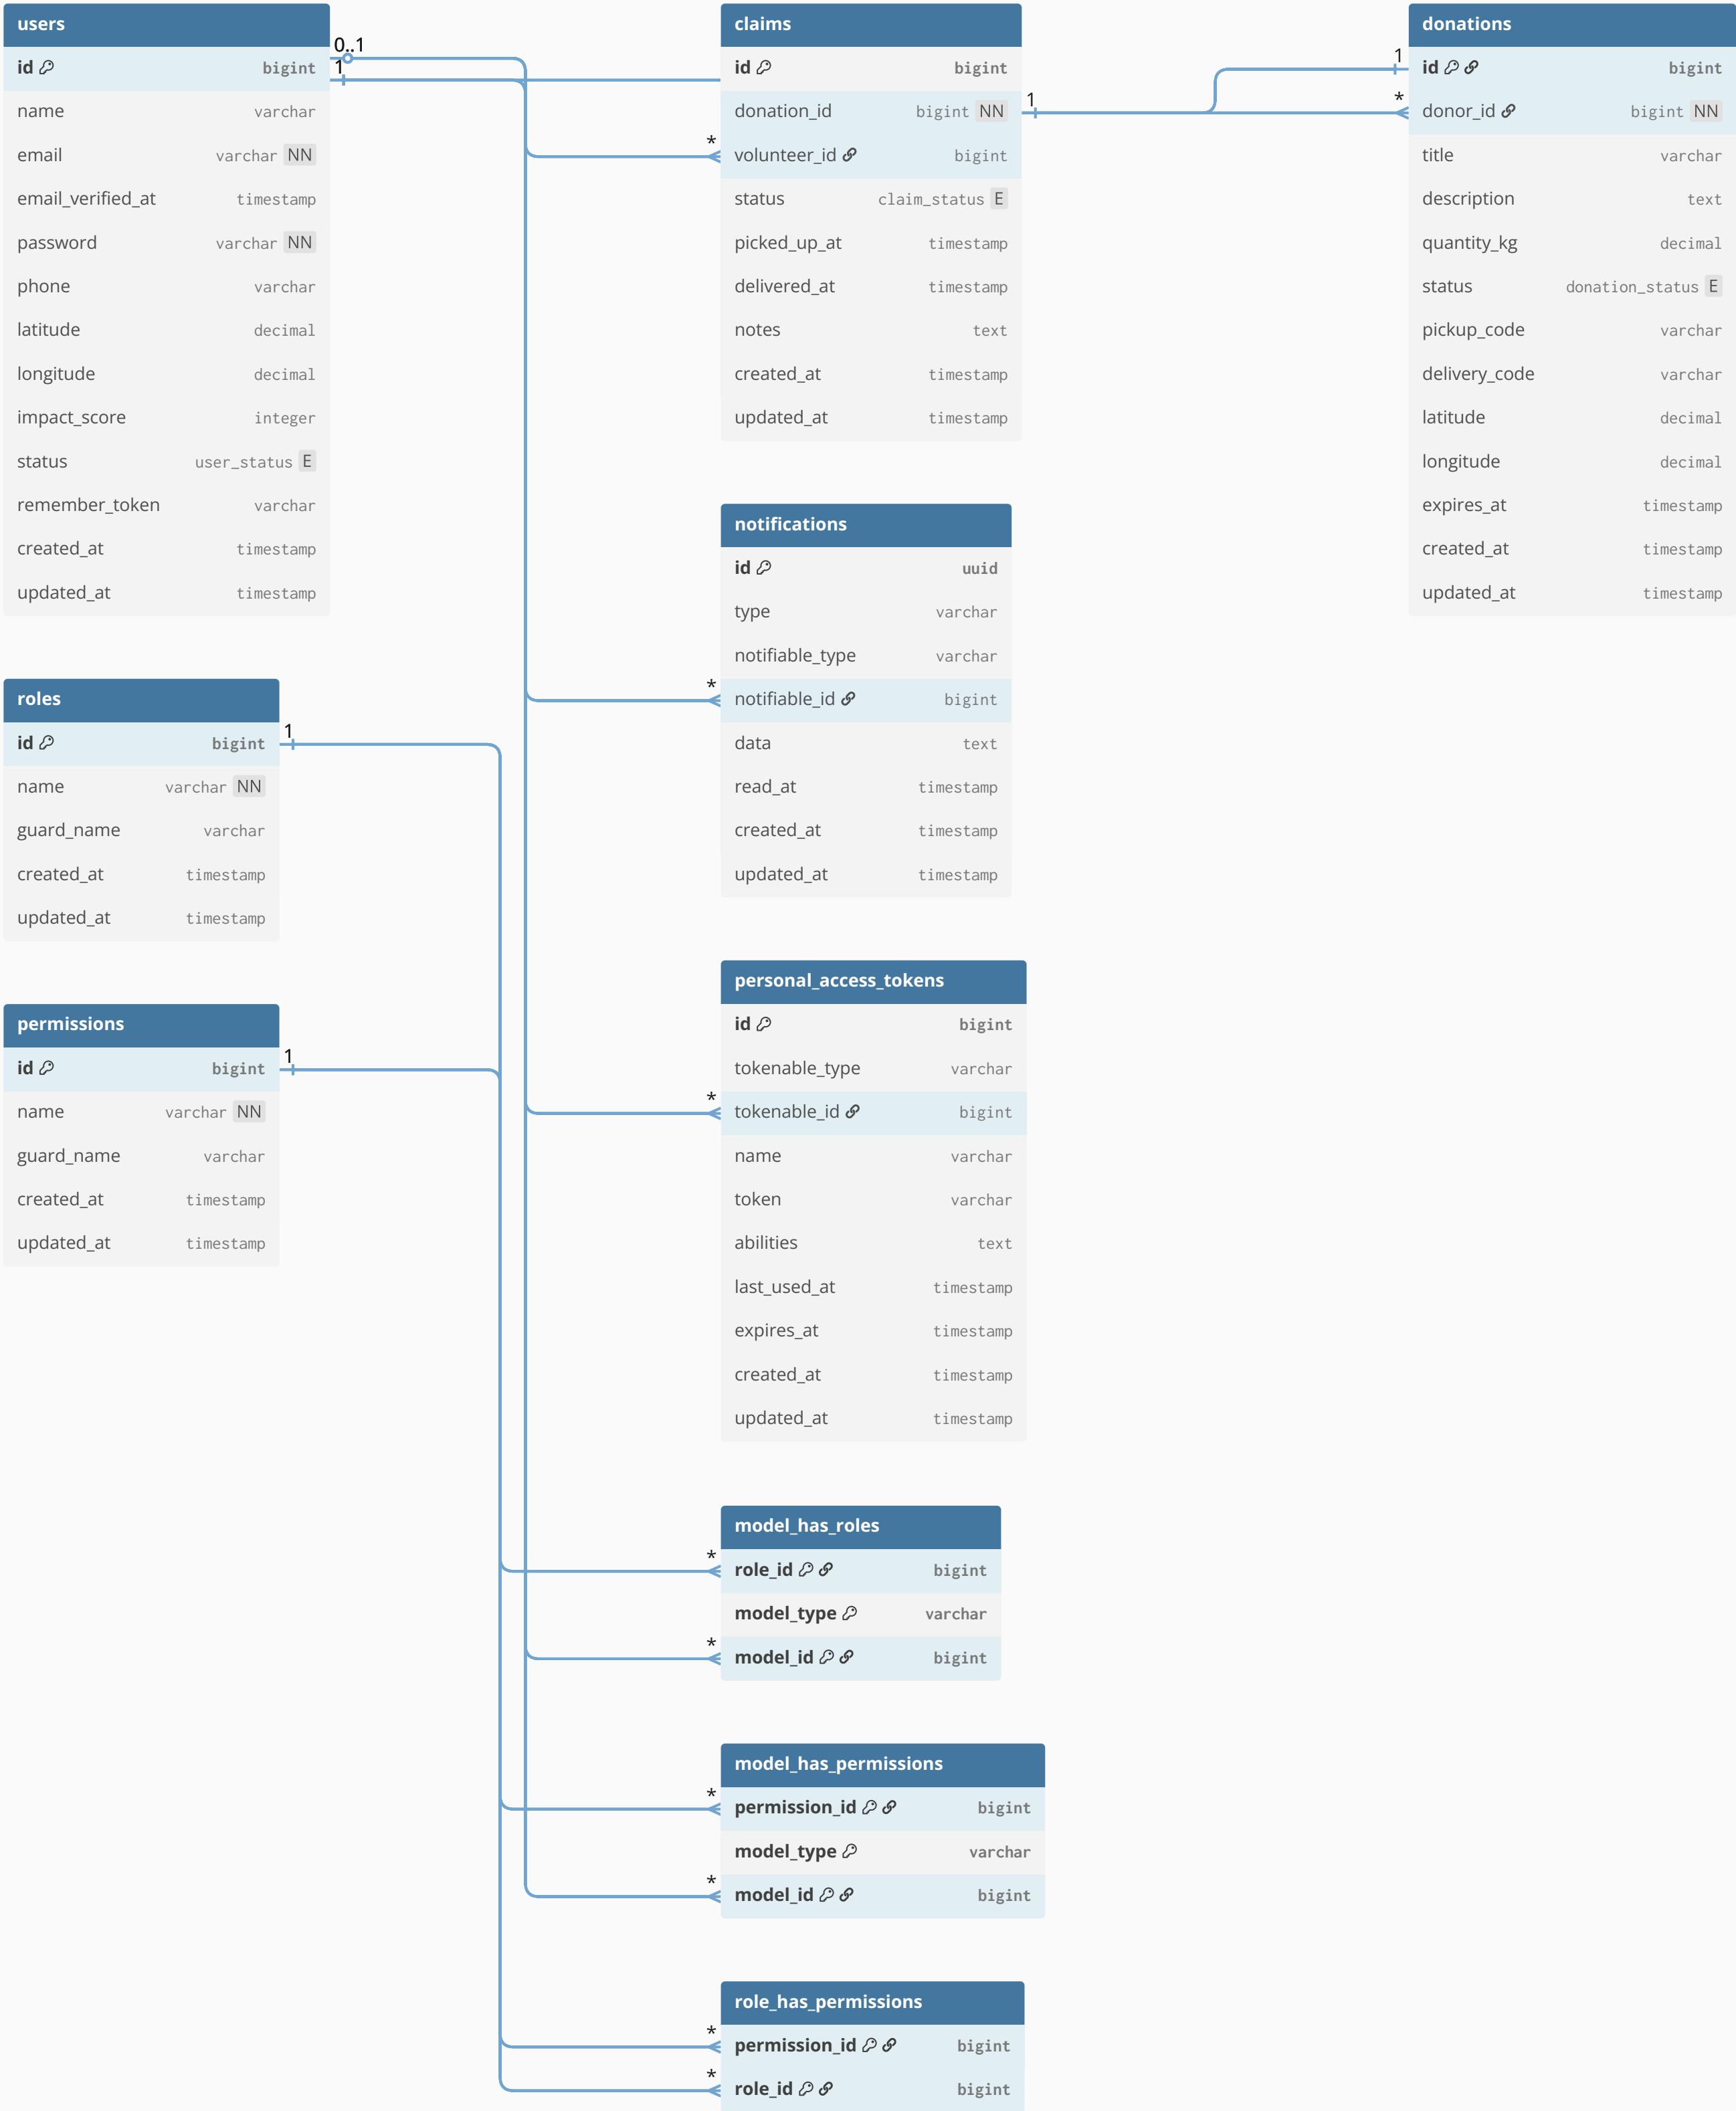 users
id bigint
name varchar
email varchar NN
email_verified_at timestamp
password varchar NN
phone varchar
latitude decimal
longitude decimal
impact_score integer
status user_status E
remember_token varchar
created_at timestamp
updated_at timestamp
0..1
1
roles
id bigint
name varchar NN
guard_name varchar
created_at timestamp
updated_at timestamp
1
permissions
id bigint
name varchar NN
guard_name varchar
created_at timestamp
updated_at timestamp
1
claims
id bigint
donation_id bigint NN
1
*
volunteer_id bigint
status claim_status E
picked_up_at timestamp
delivered_at timestamp
notes text
created_at timestamp
updated_at timestamp
notifications
id uuid
type varchar
notifiable_type varchar
*
notifiable_id bigint
data text
read_at timestamp
created_at timestamp
updated_at timestamp
personal_access_tokens
id bigint
tokenable_type varchar
*
tokenable_id bigint
name varchar
token varchar
abilities text
last_used_at timestamp
expires_at timestamp
created_at timestamp
updated_at timestamp
model_has_roles
*
role_id bigint
model_type varchar
*
model_id bigint
model_has_permissions
*
permission_id bigint
model_type varchar
*
model_id bigint
role_has_permissions
*
permission_id bigint
*
role_id bigint
donations
1
id bigint
*
donor_id bigint NN
title varchar
description text
quantity_kg decimal
status donation_status E
pickup_code varchar
delivery_code varchar
latitude decimal
longitude decimal
expires_at timestamp
created_at timestamp
updated_at timestamp